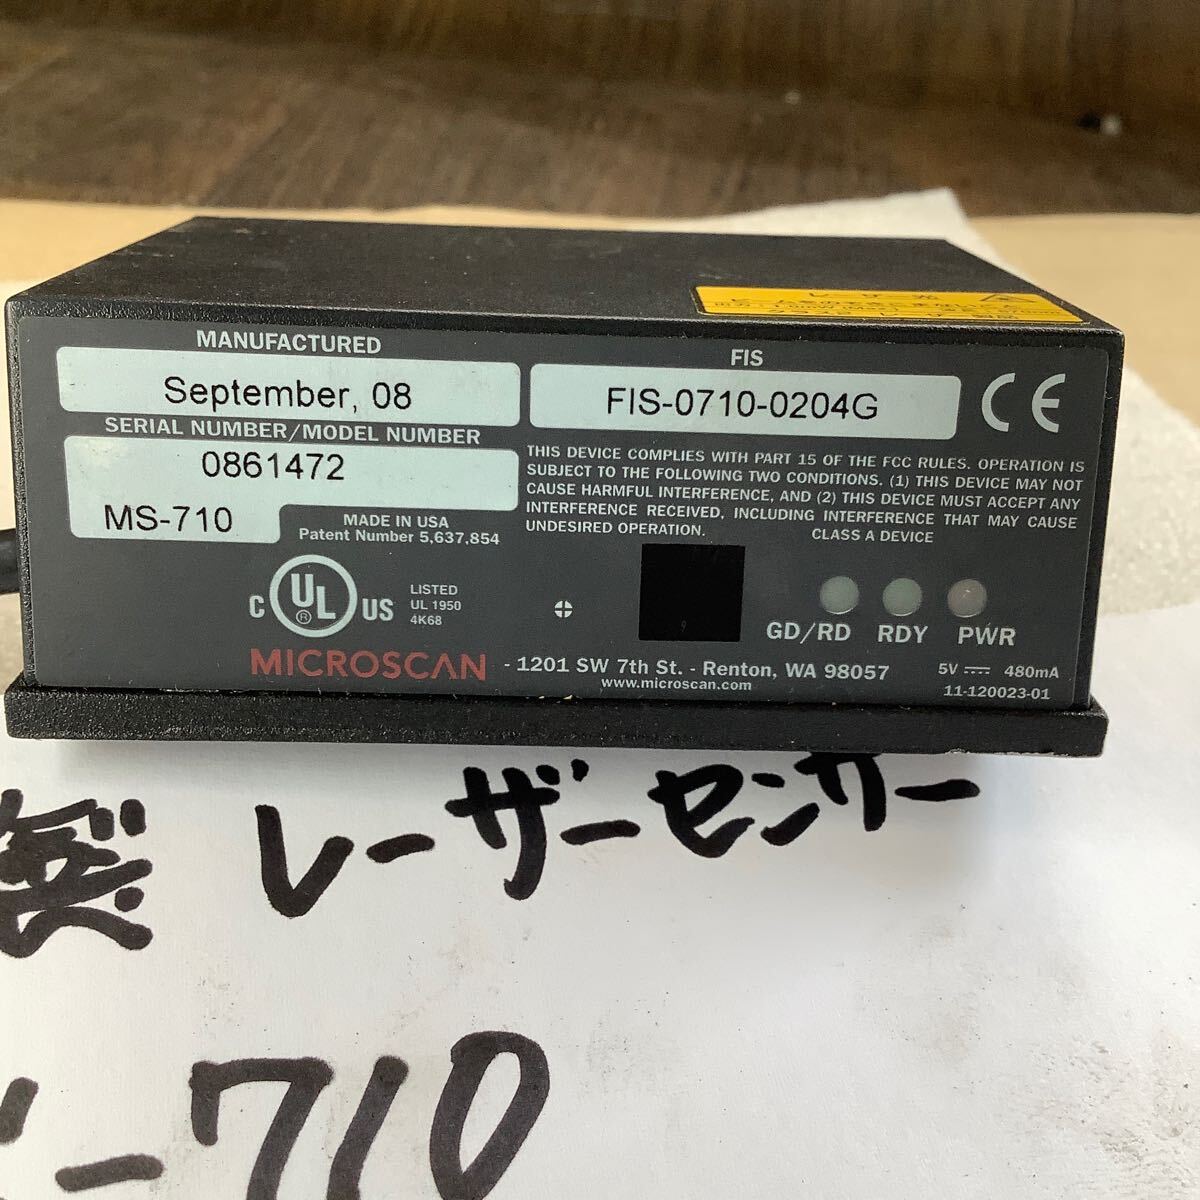 MANUFACTURED
September, 08
SERIAL NUMBER/MODEL NUMBER
0861472
MS-710
MADE IN USA
Patent Number 5,637,854
FIS
FIS-0710-0204G
CE
THIS DEVICE COMPLIES WITH PART 15 OF THE FCC RULES. OPERATION IS
SUBJECT TO THE FOLLOWING TWO CONDITIONS. (1) THIS DEVICE MAY NOT
CAUSE HARMFUL INTERFERENCE, AND (2) THIS DEVICE MUST ACCEPT ANY
INTERFERENCE RECEIVED, INCLUDING INTERFERENCE THAT MAY CAUSE
UNDESIRED OPERATION.
CLASS A DEVICE
C UL ® US
LISTED
UL 1950
4K68
GD/RD RDY PWR
MICROSCAN - 1201 SW 7th St. - Renton, WA 98057
www.microscan.com
5V ⎓ 480mA
11-120023-01
製 レーザーセンサー
-710